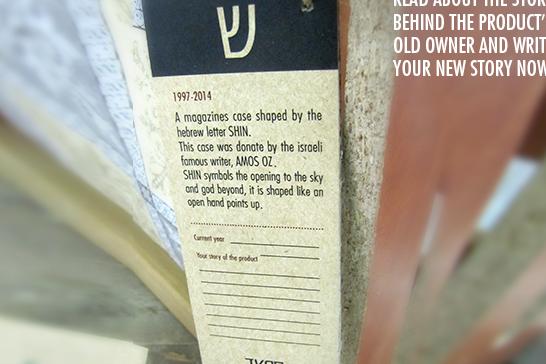 READ ABOUT THE STOR
BEHIND THE PRODUCT'
OLD OWNER AND WRIT
YOUR NEW STORY NOW
ש
1997-2014
A magazines case shaped by the
hebrew letter SHIN.
This case was donate by the israeli
famous writer, AMOS OZ.
SHIN symbols the opening to the sky
and god beyond, it is shaped like an
open hand points up.
Current year
Your story of the product